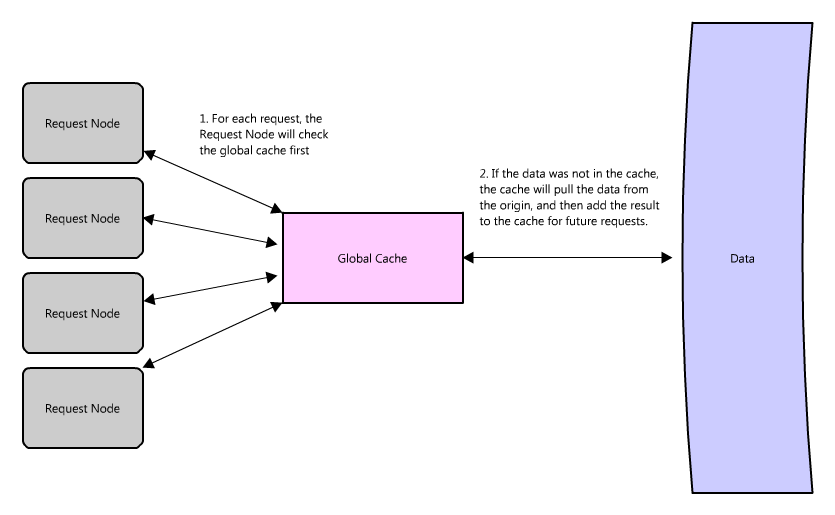 Request Node
1. For each request, the
Request Node will check
the global cache first
2. If the data was not in the cache,
the cache will pull the data from
the origin, and then add the result
to the cache for future requests.
Request Node
Global Cache
Data
Request Node
Request Node